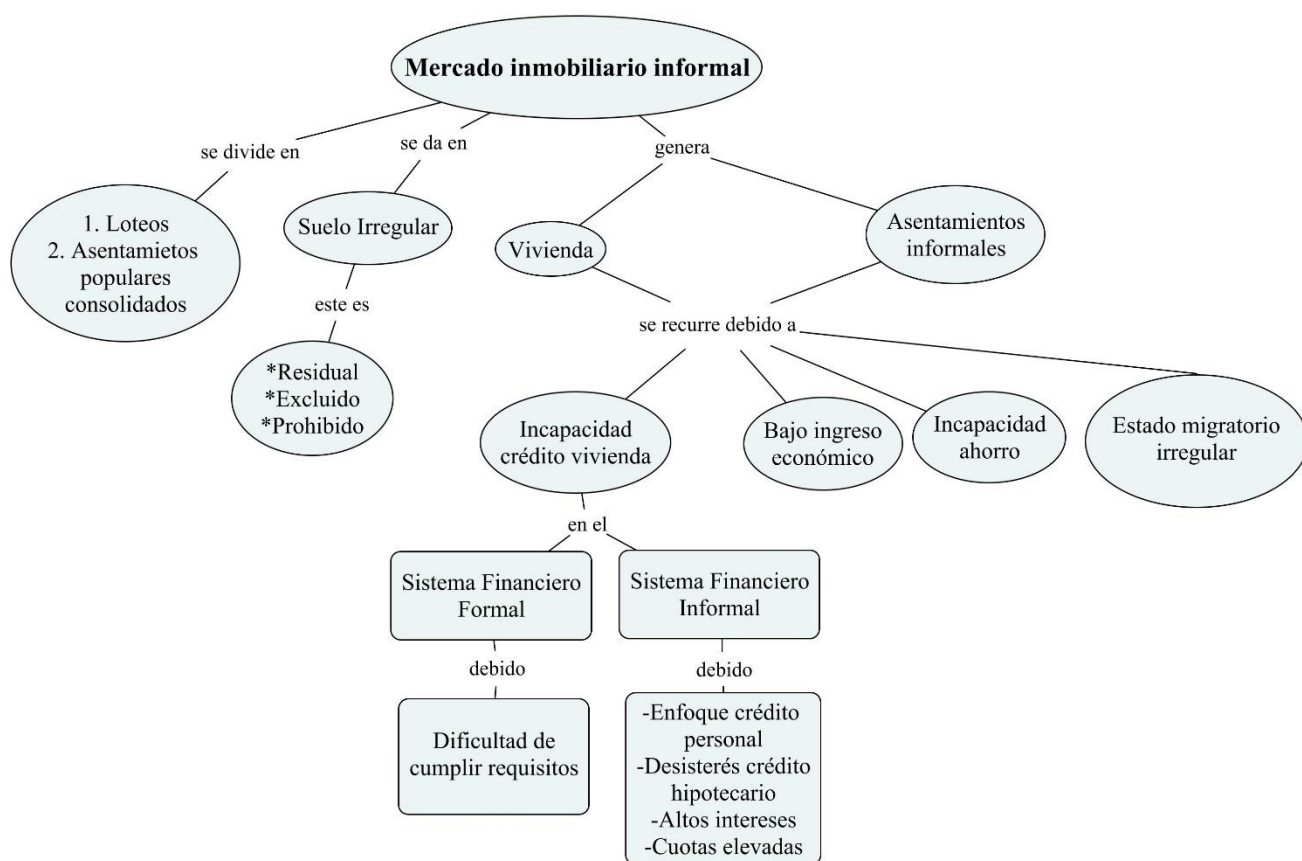 Mercado inmobiliario informal
se divide en
se da en
genera
1. Loteos
2. Asentamietos
populares
consolidados
Suelo Irregular
Vivienda
Asentamientos
informales
este es
se recurre debido a
*Residual
*Excluido
*Prohibido
Incapacidad
crédito vivienda
Bajo ingreso
económico
Incapacidad
ahorro
Estado migratorio
irregular
en el
Sistema Financiero
Formal
Sistema Financiero
Informal
debido
debido
Dificultad de
cumplir requisitos
-Enfoque crédito
personal
-Desisterés crédito
hipotecario
-Altos intereses
-Cuotas elevadas